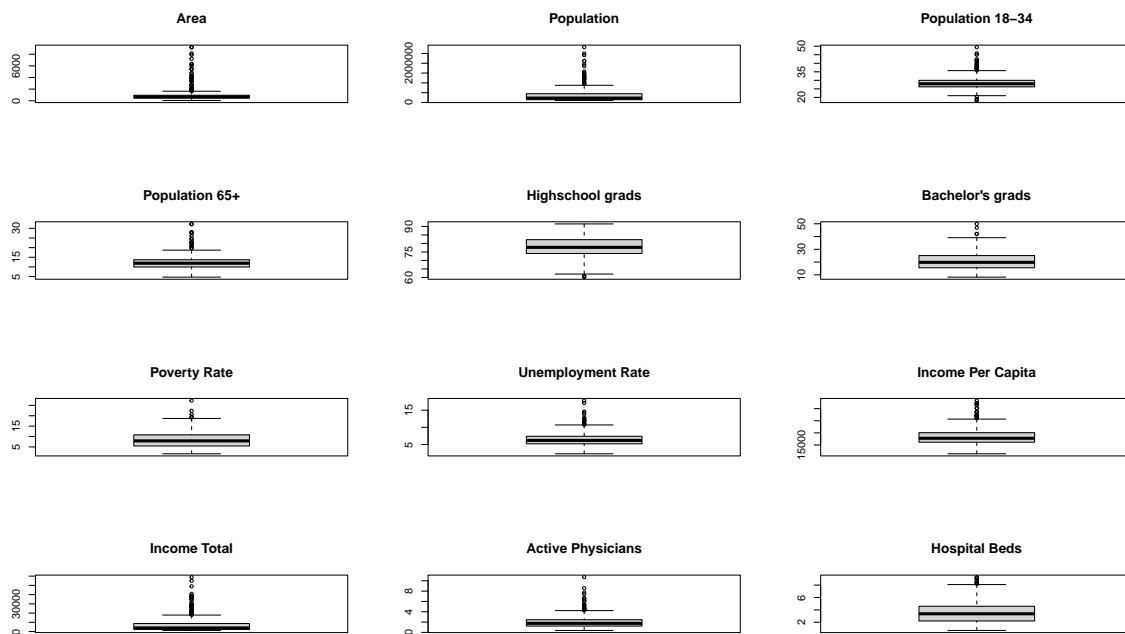 Area
6000
0
Population
2000000
0
Population 18–34
50
35
20
Population 65+
30
15
5
Highschool grads
90
75
60
Bachelor's grads
50
30
10
Poverty Rate
15
5
Unemployment Rate
15
5
Income Per Capita
15000
Income Total
30000
0
Active Physicians
8
4
0
Hospital Beds
6
2